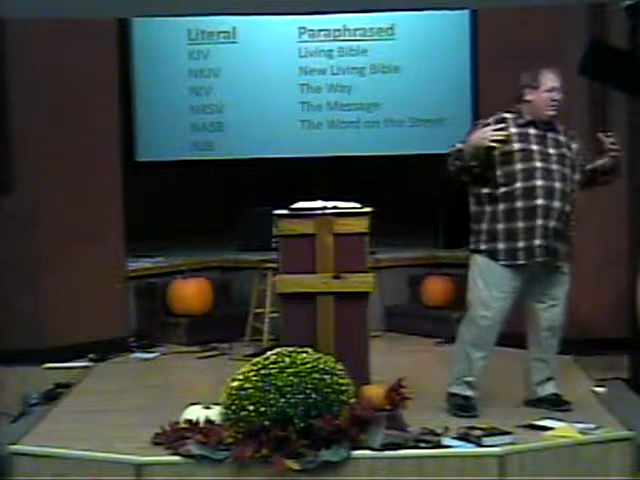 Literal
KJV
NKJV
NIV
NRSV
NASB
Paraphrased
Living Bible
New Living Bible
The Way
The Message
The Word on the Street